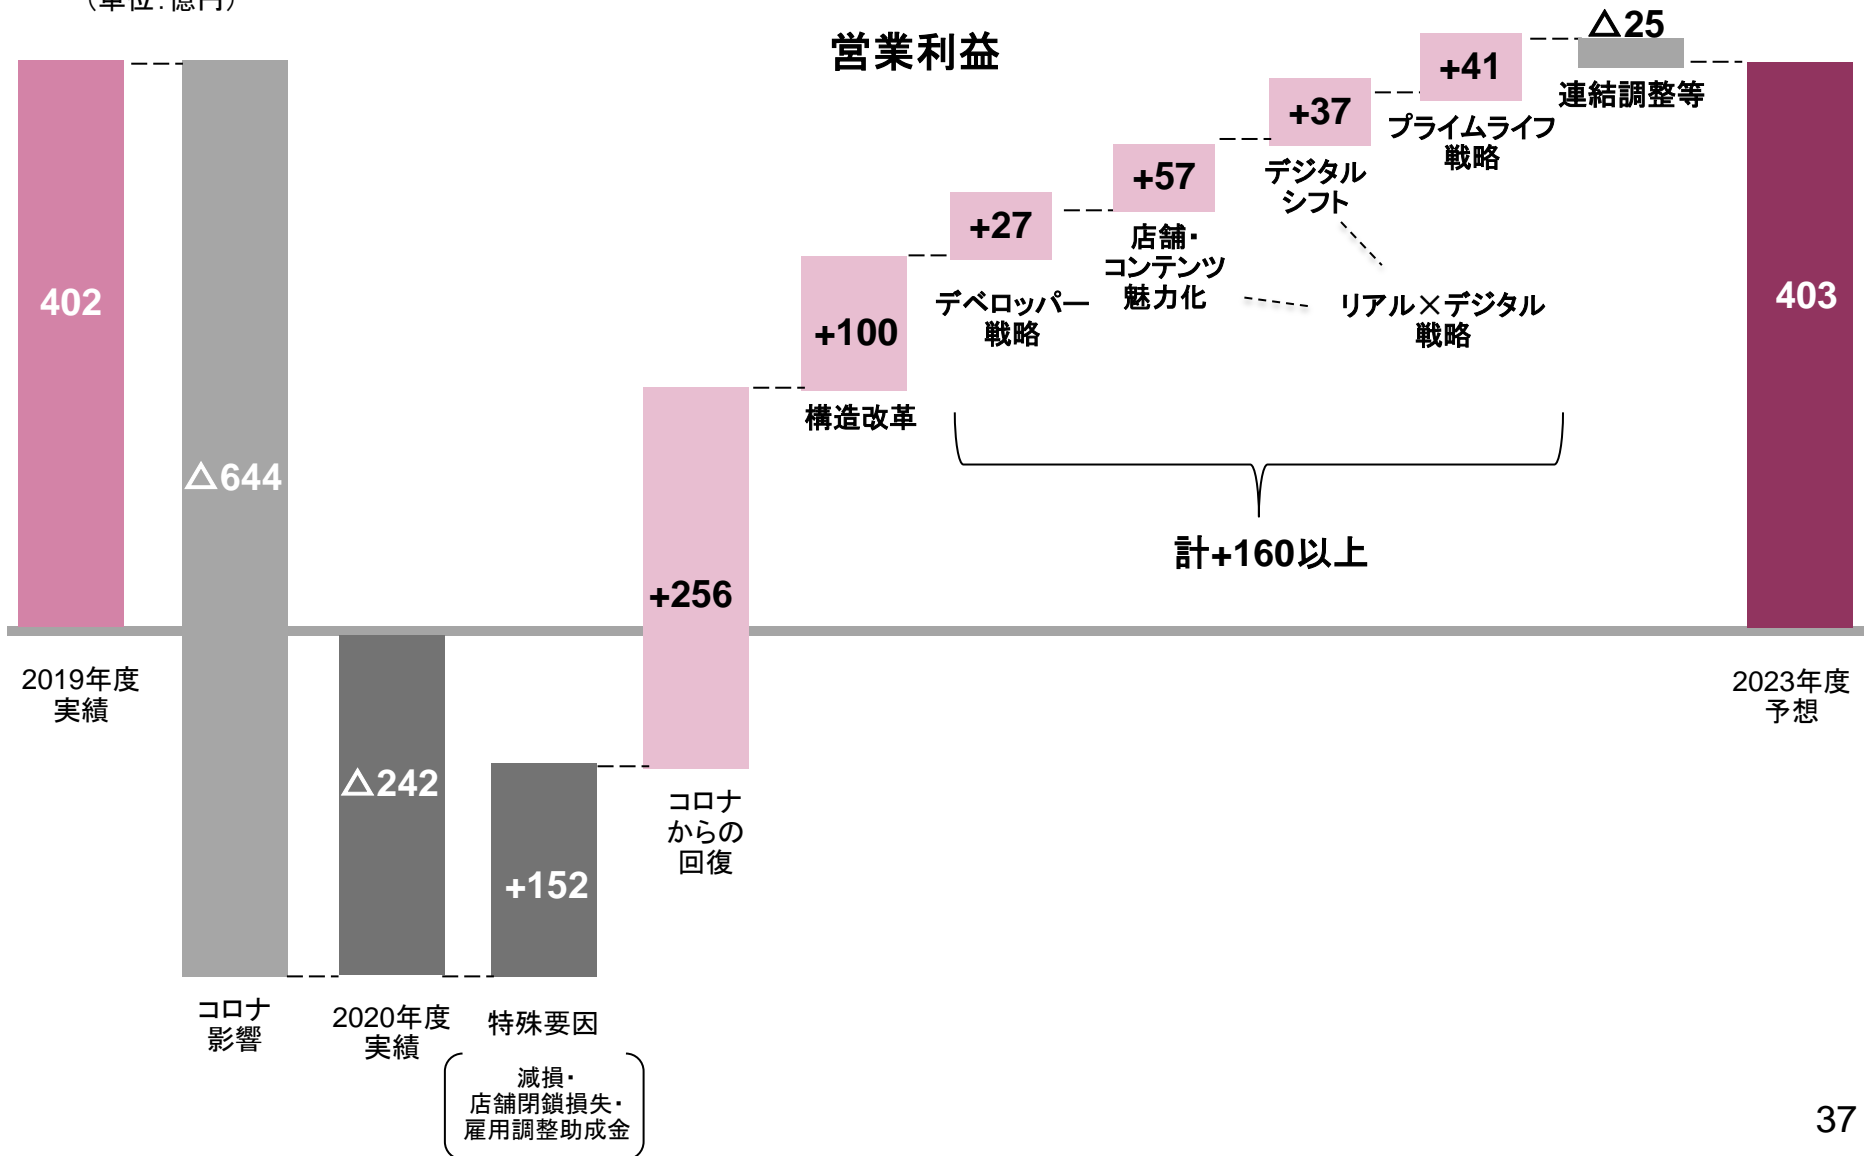 （単位：億円）
営業利益
402
△644
△242
+152
+256
+100
+27
+57
+37
+41
△25
403
2019年度
実績
コロナ
影響
2020年度
実績
特殊要因
減損・
店舗閉鎖損失・
雇用調整助成金
コロナ
からの
回復
構造改革
デベロッパー
戦略
店舗・
コンテンツ
魅力化
デジタル
シフト
リアル×デジタル
戦略
プライムライフ
戦略
連結調整等
計+160以上
2023年度
予想
37